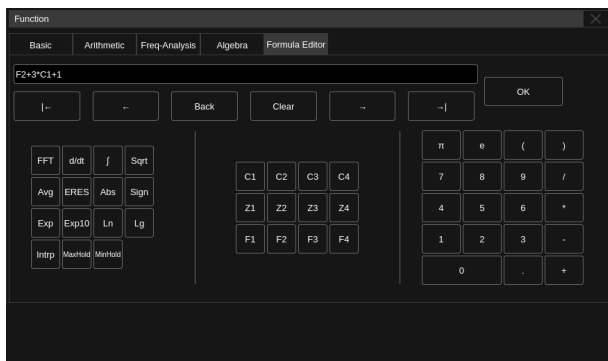 Function
Basic Arithmetic Freq-Analysis Algebra Formula Editor
F2+3*C1+1
|← ← Back Clear → →| OK
FFT d/dt ∫ Sqrt
Avg ERES Abs Sign
Exp Exp10 Ln Lg
Intrp MaxHold MinHold
C1 C2 C3 C4
Z1 Z2 Z3 Z4
F1 F2 F3 F4
π e ( )
7 8 9 /
4 5 6 *
1 2 3 -
0 . +